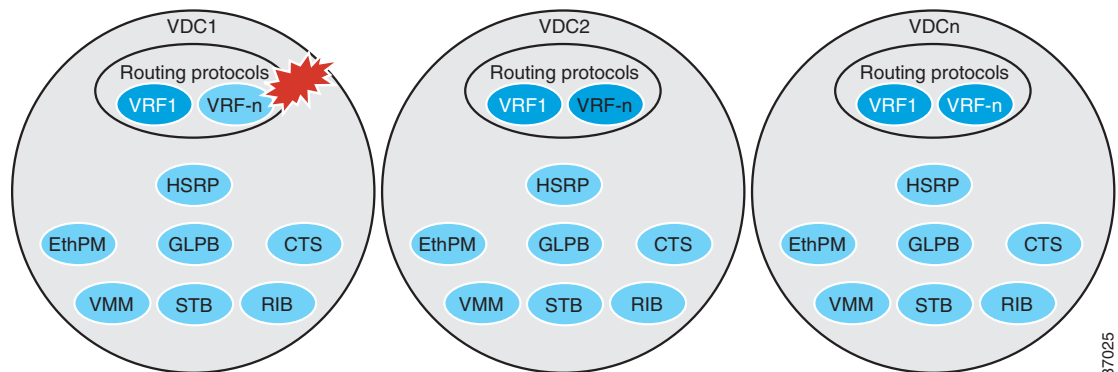 VDC1
Routing protocols
VRF1 VRF-n
HSRP
EthPM GLPB CTS
VMM STB RIB
VDC2
Routing protocols
VRF1 VRF-n
HSRP
EthPM GLPB CTS
VMM STB RIB
VDCn
Routing protocols
VRF1 VRF-n
HSRP
EthPM GLPB CTS
VMM STB RIB